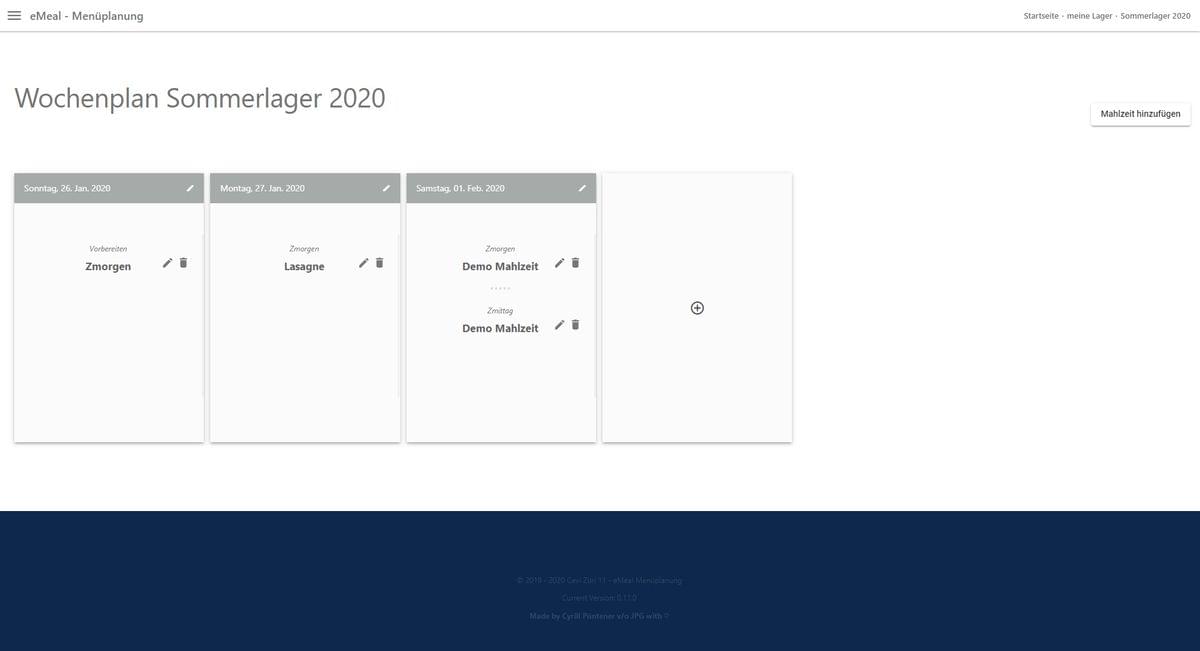 eMeal - Menüplanung
Startseite · meine Lager · Sommerlager 2020
Wochenplan Sommerlager 2020
Mahlzeit hinzufügen
Sonntag, 26. Jan. 2020
Vorbereiten
Zmorgen
Montag, 27. Jan. 2020
Zmorgen
Lasagne
Samstag, 01. Feb. 2020
Zmorgen
Demo Mahlzeit
.....
Zmittag
Demo Mahlzeit
© 2019 - 2020 Cevi Züri 11 - eMeal Menüplanung
Current Version: 0.11.0
Made by Cyrill Püntener v/o JPG with ♡